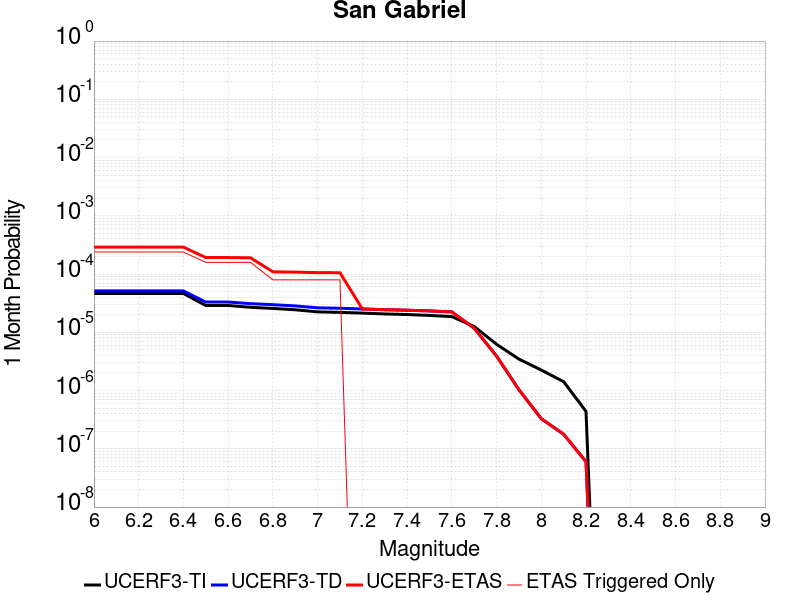 San Gabriel
1 Month Probability
10^0
10^-1
10^-2
10^-3
10^-4
10^-5
10^-6
10^-7
10^-8
6 6.2 6.4 6.6 6.8 7 7.2 7.4 7.6 7.8 8 8.2 8.4 8.6 8.8 9
Magnitude
UCERF3-TI UCERF3-TD UCERF3-ETAS ETAS Triggered Only